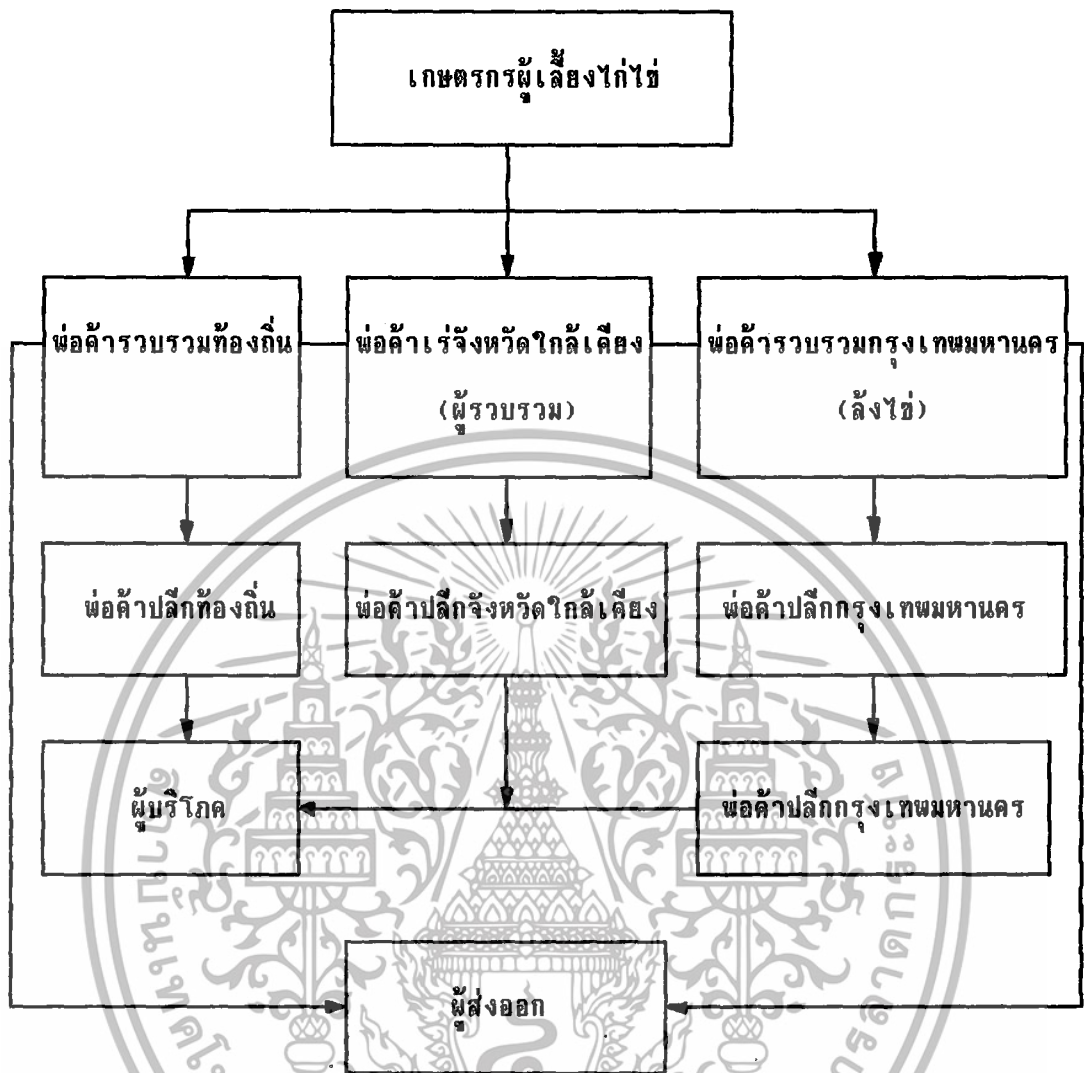 เกษตรกรผู้เลี้ยงไก่ไข่
พ่อค้ารวบรวมท้องถิ่น
พ่อค้าเร่จังหวัดใกล้เคียง
(ผู้รวบรวม)
พ่อค้ารวบรวมกรุงเทพมหานคร
(ล้งไข่)
พ่อค้าปลีกท้องถิ่น
พ่อค้าปลีกจังหวัดใกล้เคียง
พ่อค้าปลีกกรุงเทพมหานคร
ผู้บริโภค
พ่อค้าปลีกกรุงเทพมหานคร
ผู้ส่งออก